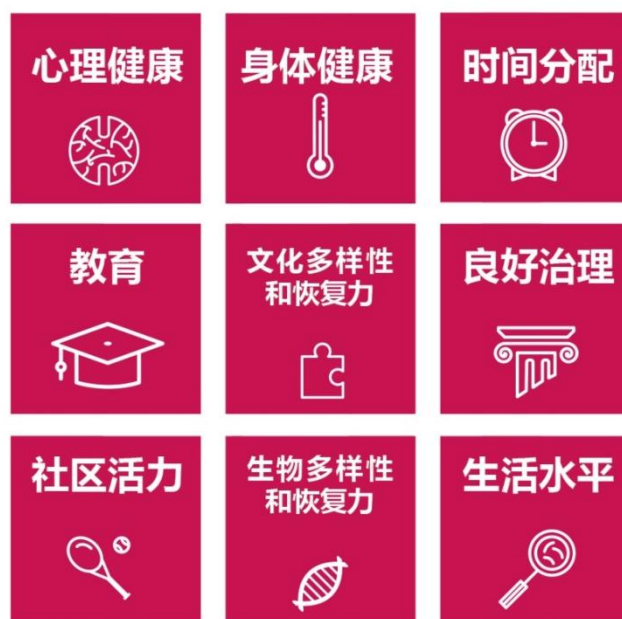 心理健康
身体健康
时间分配
教育
文化多样性
和恢复力
良好治理
社区活力
生物多样性
和恢复力
生活水平